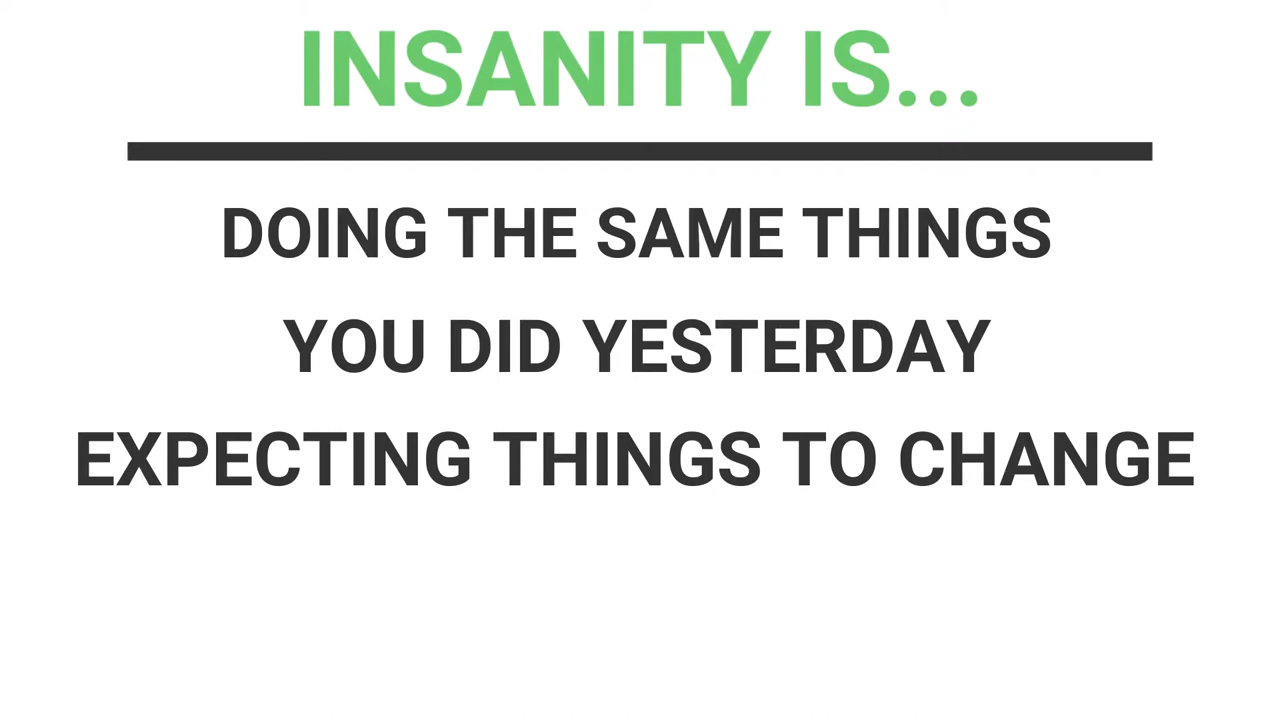 INSANITY IS...
DOING THE SAME THINGS
YOU DID YESTERDAY
EXPECTING THINGS TO CHANGE